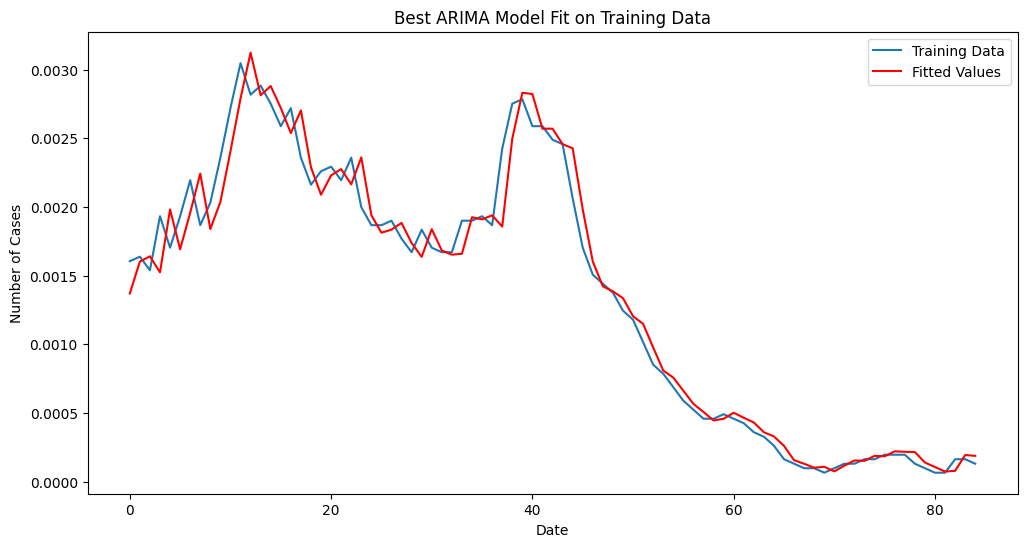 Best ARIMA Model Fit on Training Data
Training Data
Fitted Values
Number of Cases
0.0030
0.0025
0.0020
0.0015
0.0010
0.0005
0.0000
0 20 40 60 80
Date